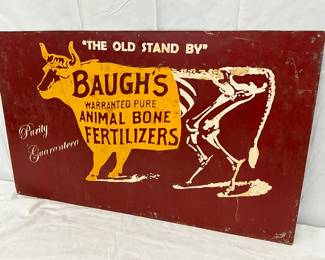 "THE OLD STAND BY"
BAUGH'S
WARRANTED PURE
ANIMAL BONE
FERTILIZERS
Purity
Guaranteed